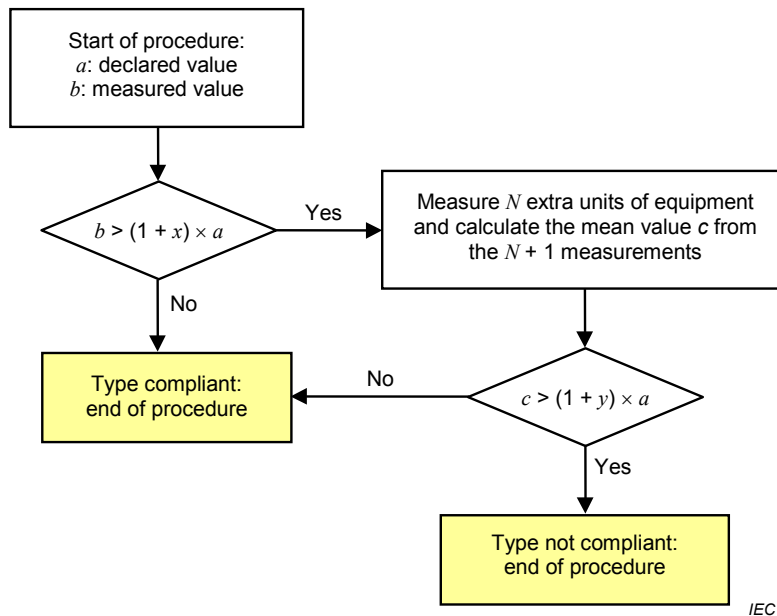 Start of procedure:
a: declared value
b: measured value
b > (1 + x) × a
Yes
Measure N extra units of equipment
and calculate the mean value c from
the N + 1 measurements
No
Type compliant:
end of procedure
No
c > (1 + y) × a
Yes
Type not compliant:
end of procedure
IEC